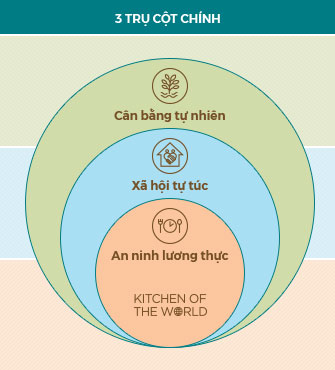 3 TRỤ CỘT CHÍNH
Cân bằng tự nhiên
Xã hội tự túc
An ninh lương thực
KITCHEN OF
THE WORLD